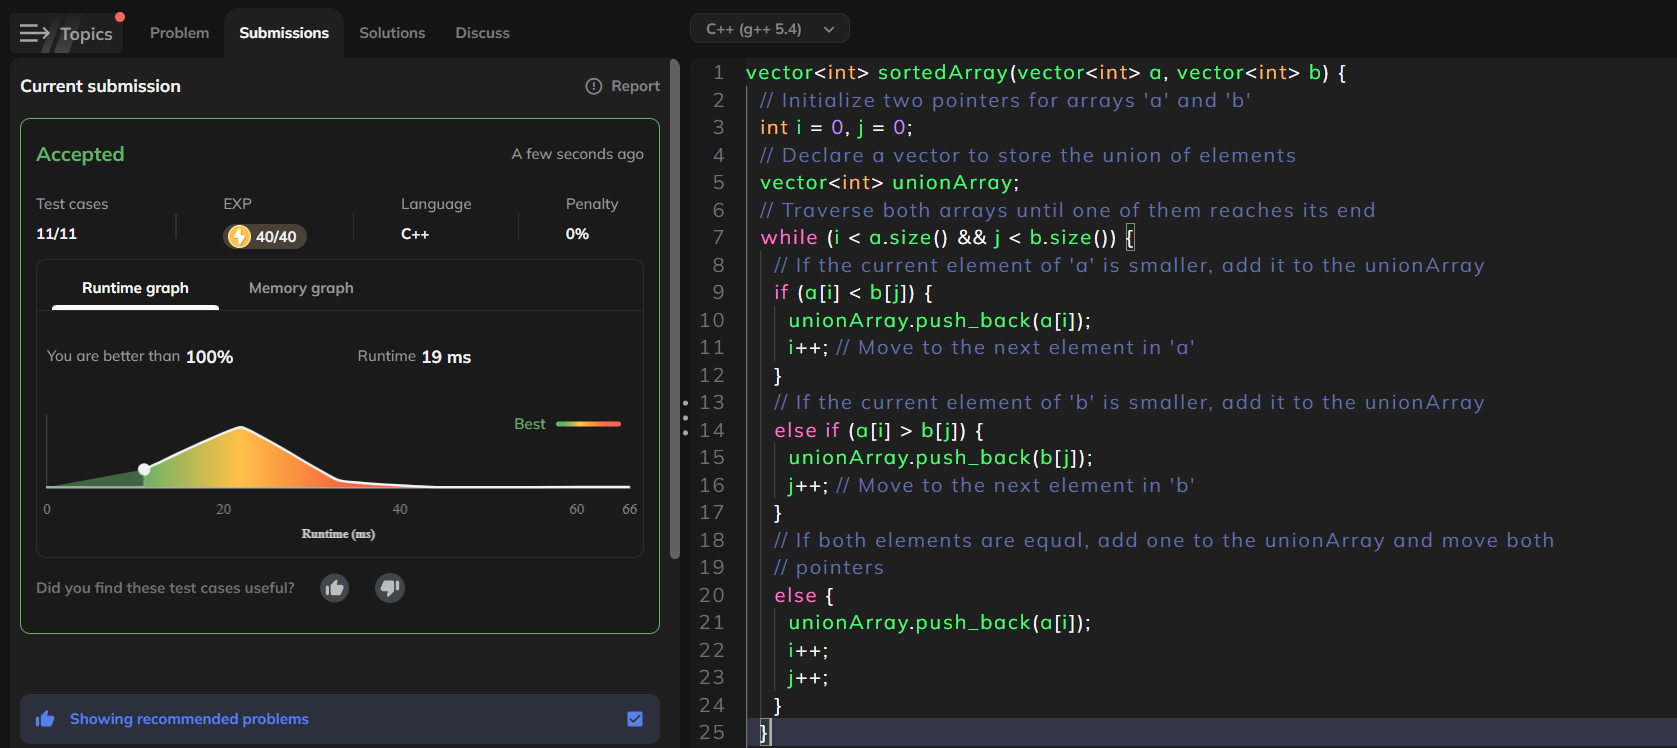 Topics
Problem
Submissions
Solutions
Discuss
C++ (g++ 5.4)
Current submission
Report
Accepted
A few seconds ago
Test cases
EXP
Language
Penalty
11/11
40/40
C++
0%
Runtime graph
Memory graph
You are better than 100%
Runtime 19 ms
Best
0 20 40 60 66
Runtime (ms)
Did you find these test cases useful?
Showing recommended problems
1 vector<int> sortedArray(vector<int> a, vector<int> b) {
2 // Initialize two pointers for arrays 'a' and 'b'
3 int i = 0, j = 0;
4 // Declare a vector to store the union of elements
5 vector<int> unionArray;
6 // Traverse both arrays until one of them reaches its end
7 while (i < a.size() && j < b.size()) {
8 // If the current element of 'a' is smaller, add it to the unionArray
9 if (a[i] < b[j]) {
10 unionArray.push_back(a[i]);
11 i++; // Move to the next element in 'a'
12 }
13 // If the current element of 'b' is smaller, add it to the unionArray
14 else if (a[i] > b[j]) {
15 unionArray.push_back(b[j]);
16 j++; // Move to the next element in 'b'
17 }
18 // If both elements are equal, add one to the unionArray and move both
19 // pointers
20 else {
21 unionArray.push_back(a[i]);
22 i++;
23 j++;
24 }
25 }